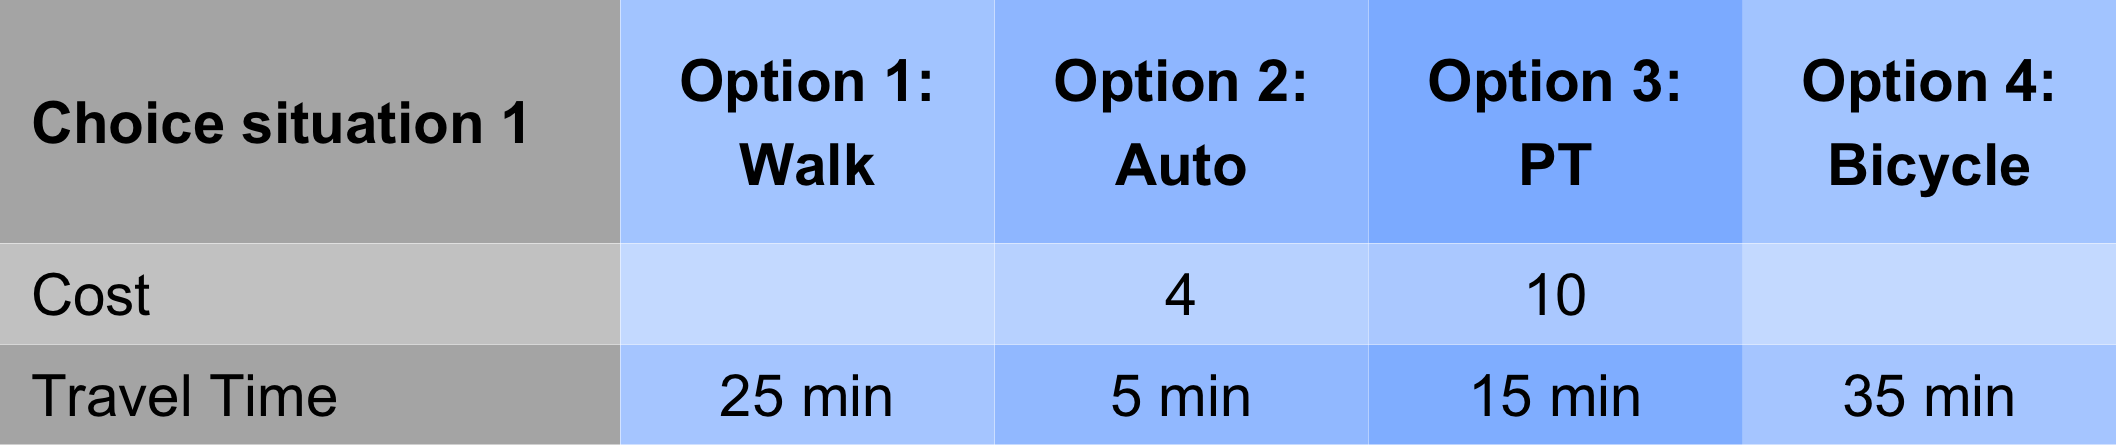 Choice situation 1
Option 1:
Walk
Option 2:
Auto
Option 3:
PT
Option 4:
Bicycle
Cost 4 10
Travel Time 25 min 5 min 15 min 35 min